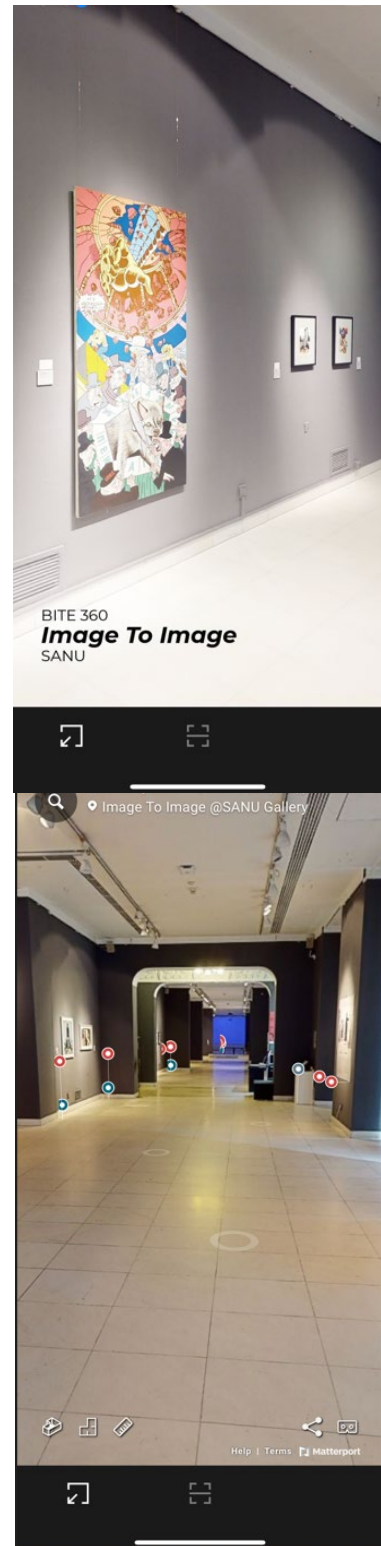 BITE 360
Image To Image
SANU
Image To Image @SANU Gallery
Help | Terms Matterport